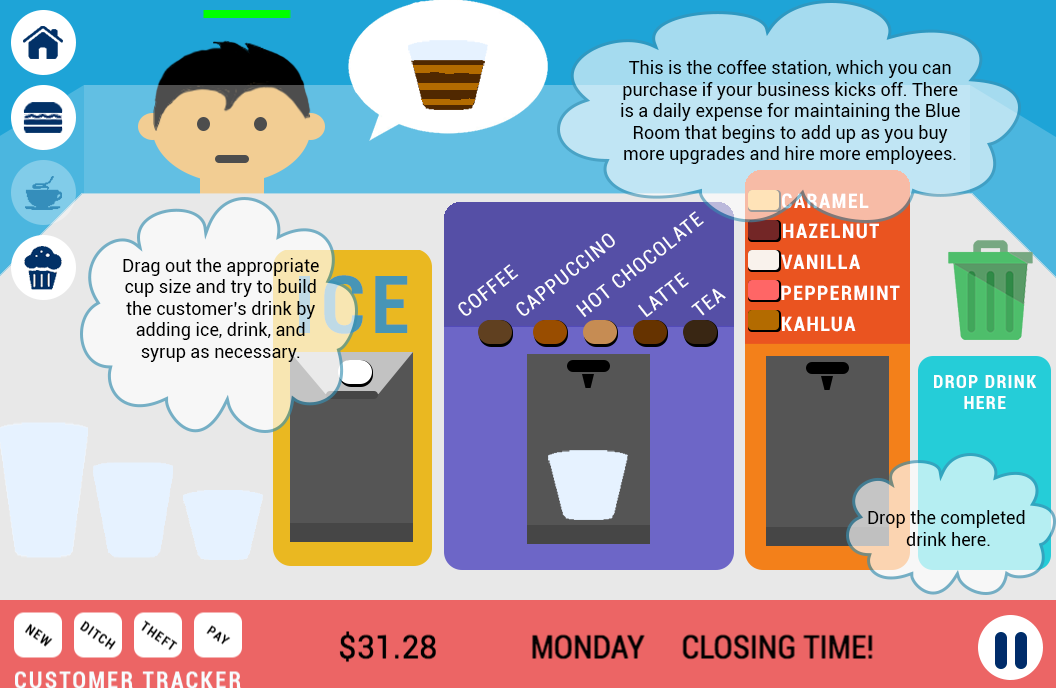 This is the coffee station, which you can
purchase if your business kicks off. There
is a daily expense for maintaining the Blue
Room that begins to add up as you buy
more upgrades and hire more employees.
Drag out the appropriate
cup size and try to build
the customer's drink by
adding ice, drink, and
syrup as necessary.
ICE
COFFEE
CAPPUCCINO
HOT CHOCOLATE
LATTE
TEA
CARAMEL
HAZELNUT
VANILLA
PEPPERMINT
KAHLUA
DROP DRINK
HERE
Drop the completed
drink here.
NEW
DITCH
THEFT
PAY
CUSTOMER TRACKER
$31.28
MONDAY
CLOSING TIME!